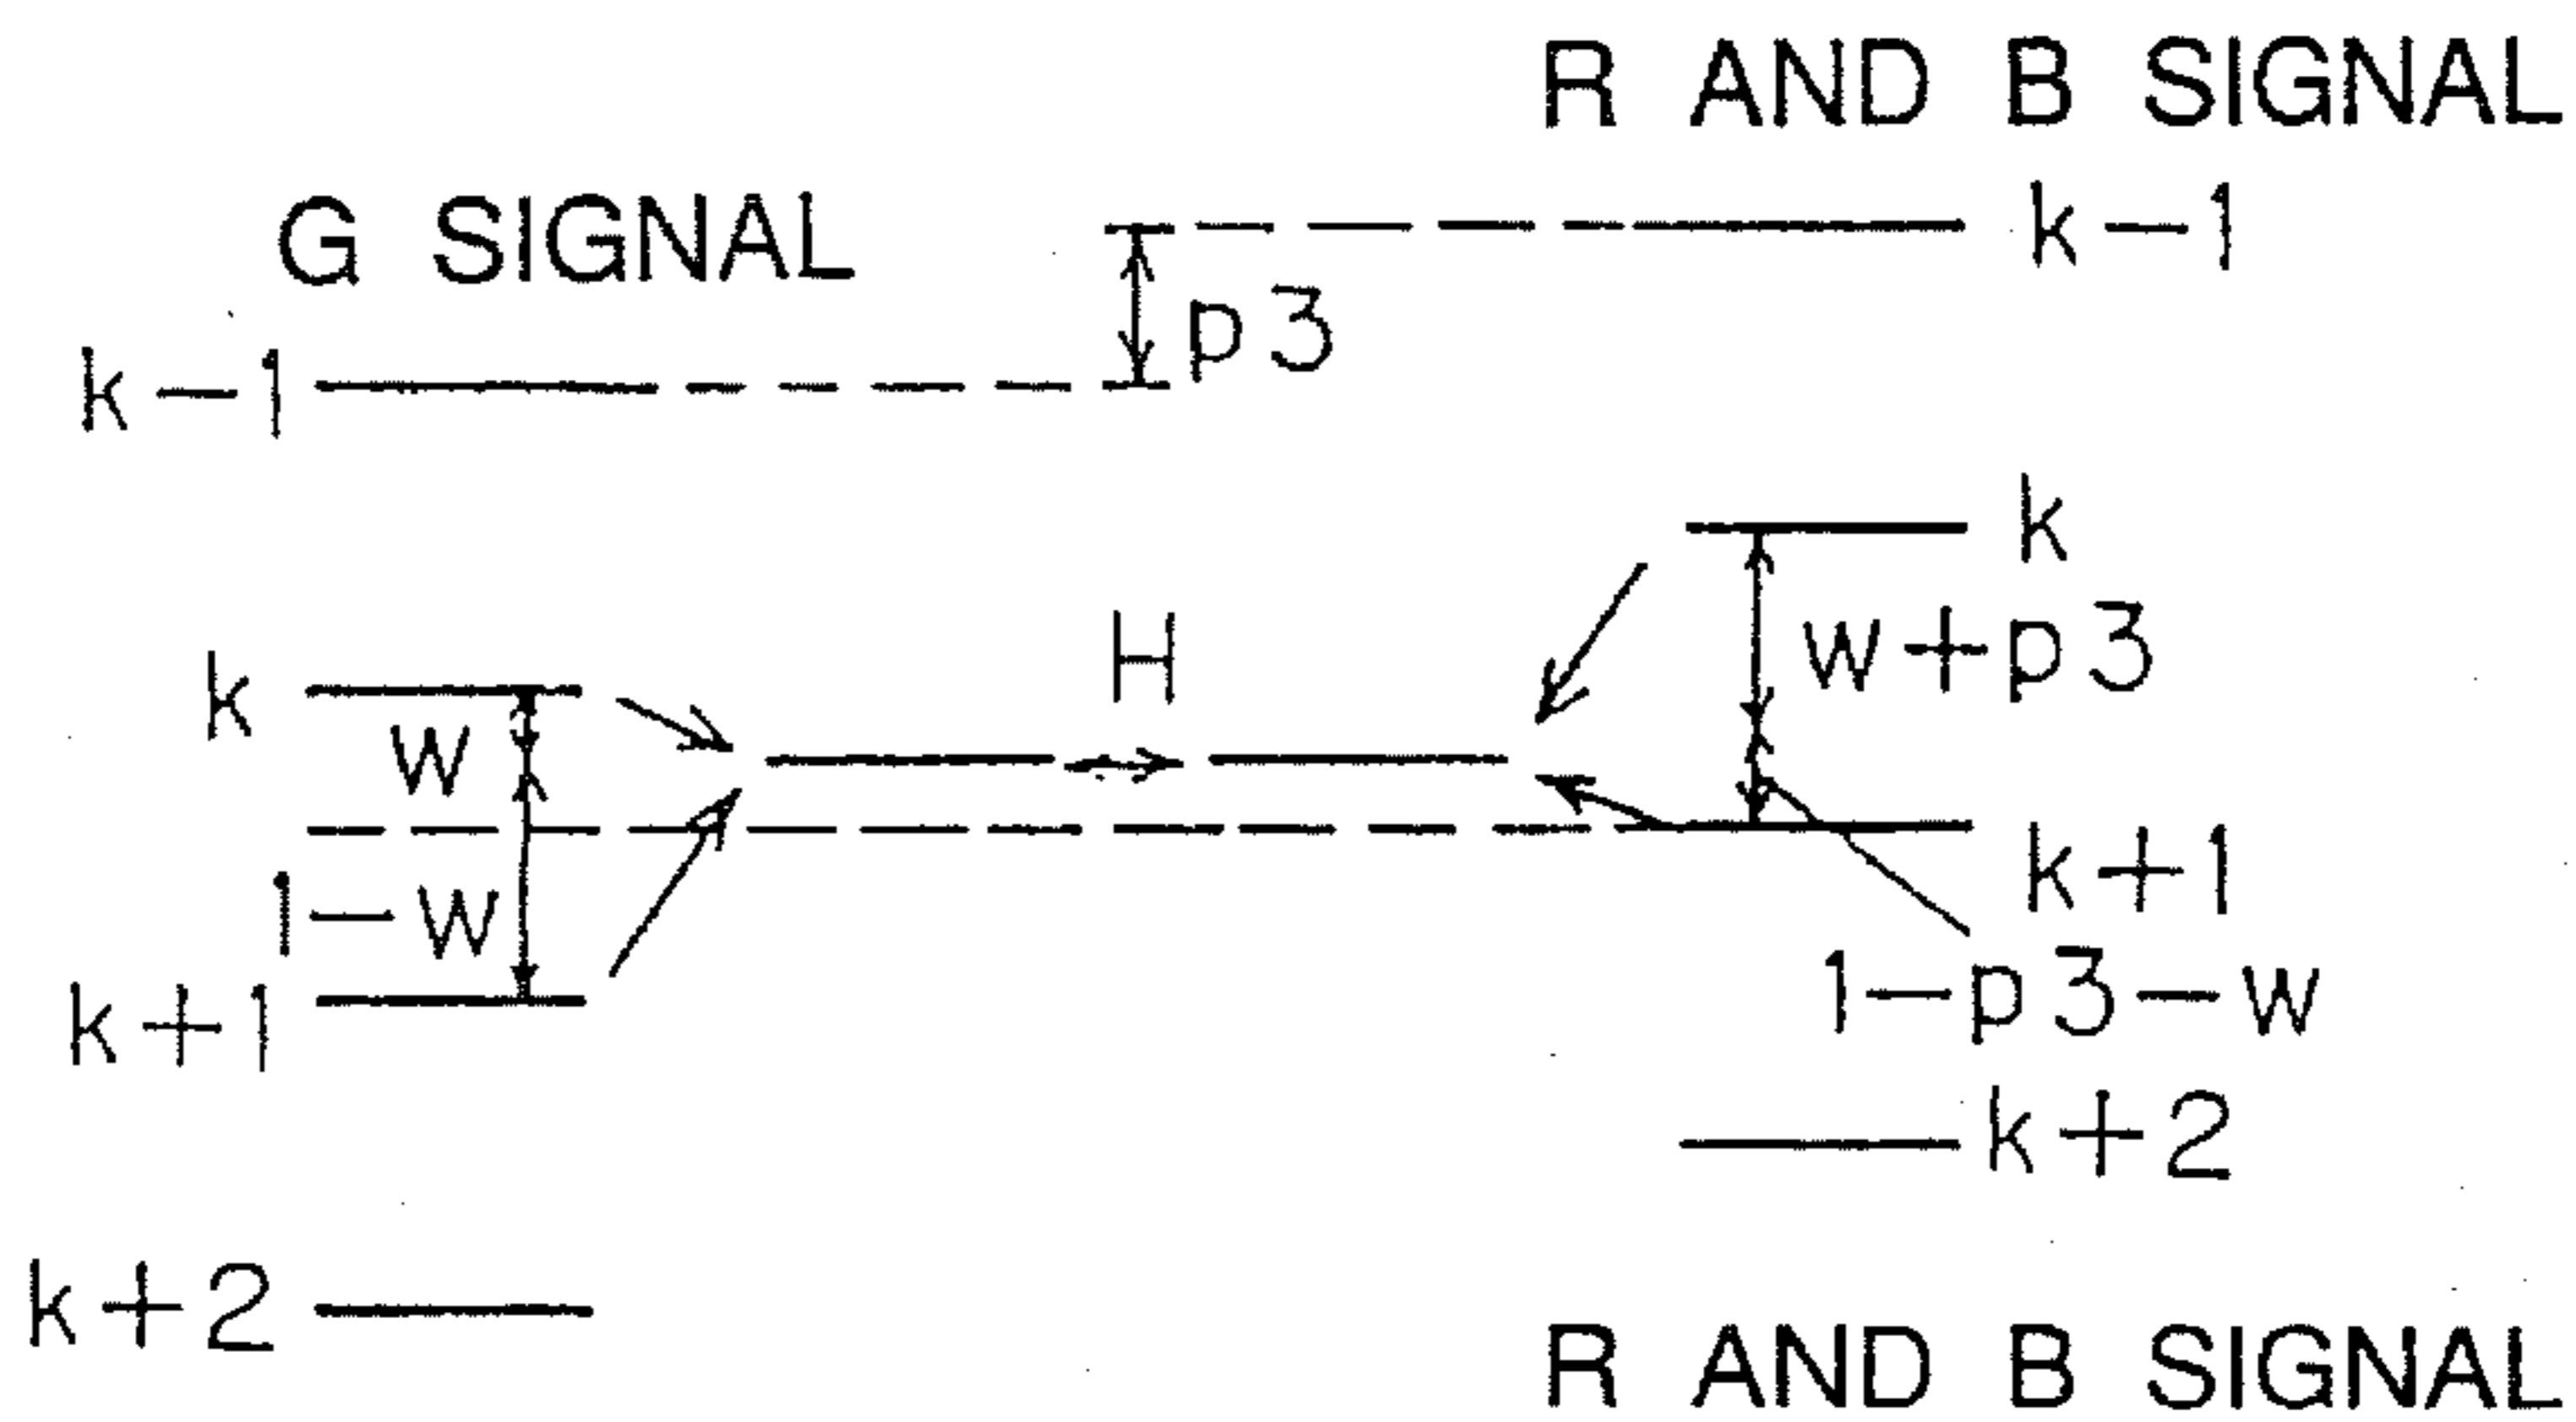 R AND B SIGNAL
G SIGNAL
k-1
p3
k-1
k
w+p3
H
k
w
k+1
1-w
k+1
1-p3-w
k+2
k+2
R AND B SIGNAL